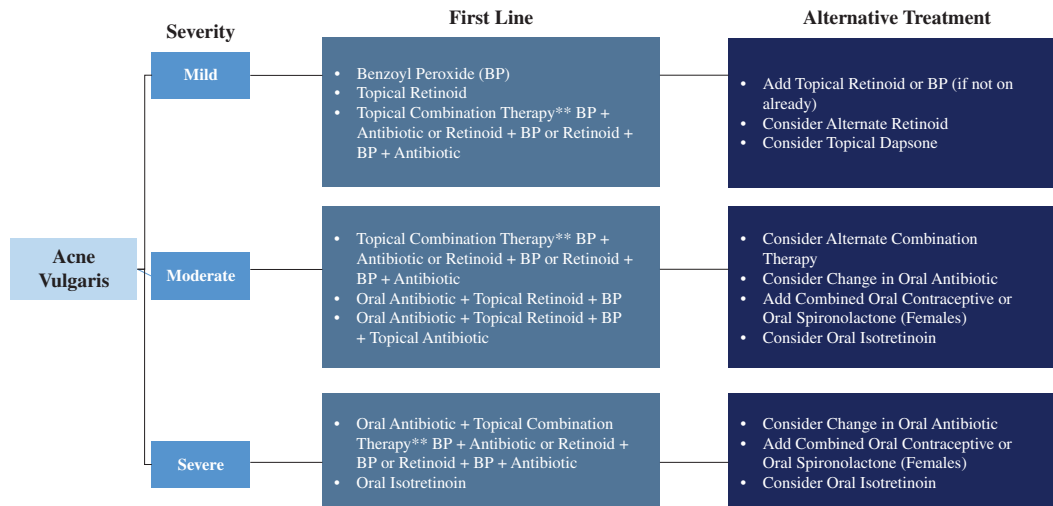 Severity
First Line
Alternative Treatment
Acne
Vulgaris
Mild
• Benzoyl Peroxide (BP)
• Topical Retinoid
• Topical Combination Therapy** BP +
Antibiotic or Retinoid + BP or Retinoid +
BP + Antibiotic
• Add Topical Retinoid or BP (if not on
already)
• Consider Alternate Retinoid
• Consider Topical Dapsone
Moderate
• Topical Combination Therapy** BP +
Antibiotic or Retinoid + BP or Retinoid +
BP + Antibiotic
• Oral Antibiotic + Topical Retinoid + BP
• Oral Antibiotic + Topical Retinoid + BP
+ Topical Antibiotic
• Consider Alternate Combination
Therapy
• Consider Change in Oral Antibiotic
• Add Combined Oral Contraceptive or
Oral Spironolactone (Females)
• Consider Oral Isotretinoin
Severe
• Oral Antibiotic + Topical Combination
Therapy** BP + Antibiotic or Retinoid +
BP or Retinoid + BP + Antibiotic
• Oral Isotretinoin
• Consider Change in Oral Antibiotic
• Add Combined Oral Contraceptive or
Oral Spironolactone (Females)
• Consider Oral Isotretinoin